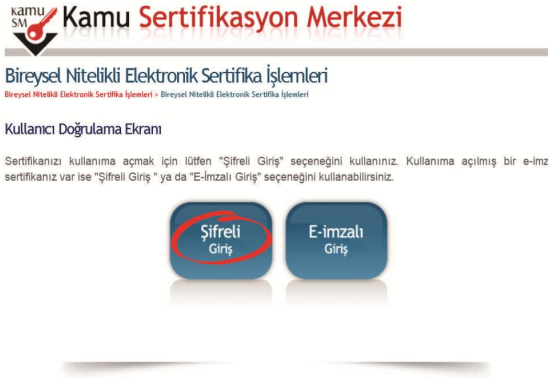 Kamu
SM
Kamu Sertifikasyon Merkezi
Bireysel Nitelikli Elektronik Sertifika İşlemleri
Bireysel Nitelikli Elektronik Sertifika İşlemleri > Bireysel Nitelikli Elektronik Sertifika İşlemleri
Kullanıcı Doğrulama Ekranı
Sertifikanızı kullanıma açmak için lütfen "Şifreli Giriş" seçeneğini kullanınız. Kullanıma açılmış bir e-imz
sertifikanız var ise "Şifreli Giriş " ya da "E-İmzalı Giriş" seçeneğini kullanabilirsiniz.
Şifreli
Giriş
E-imzalı
Giriş